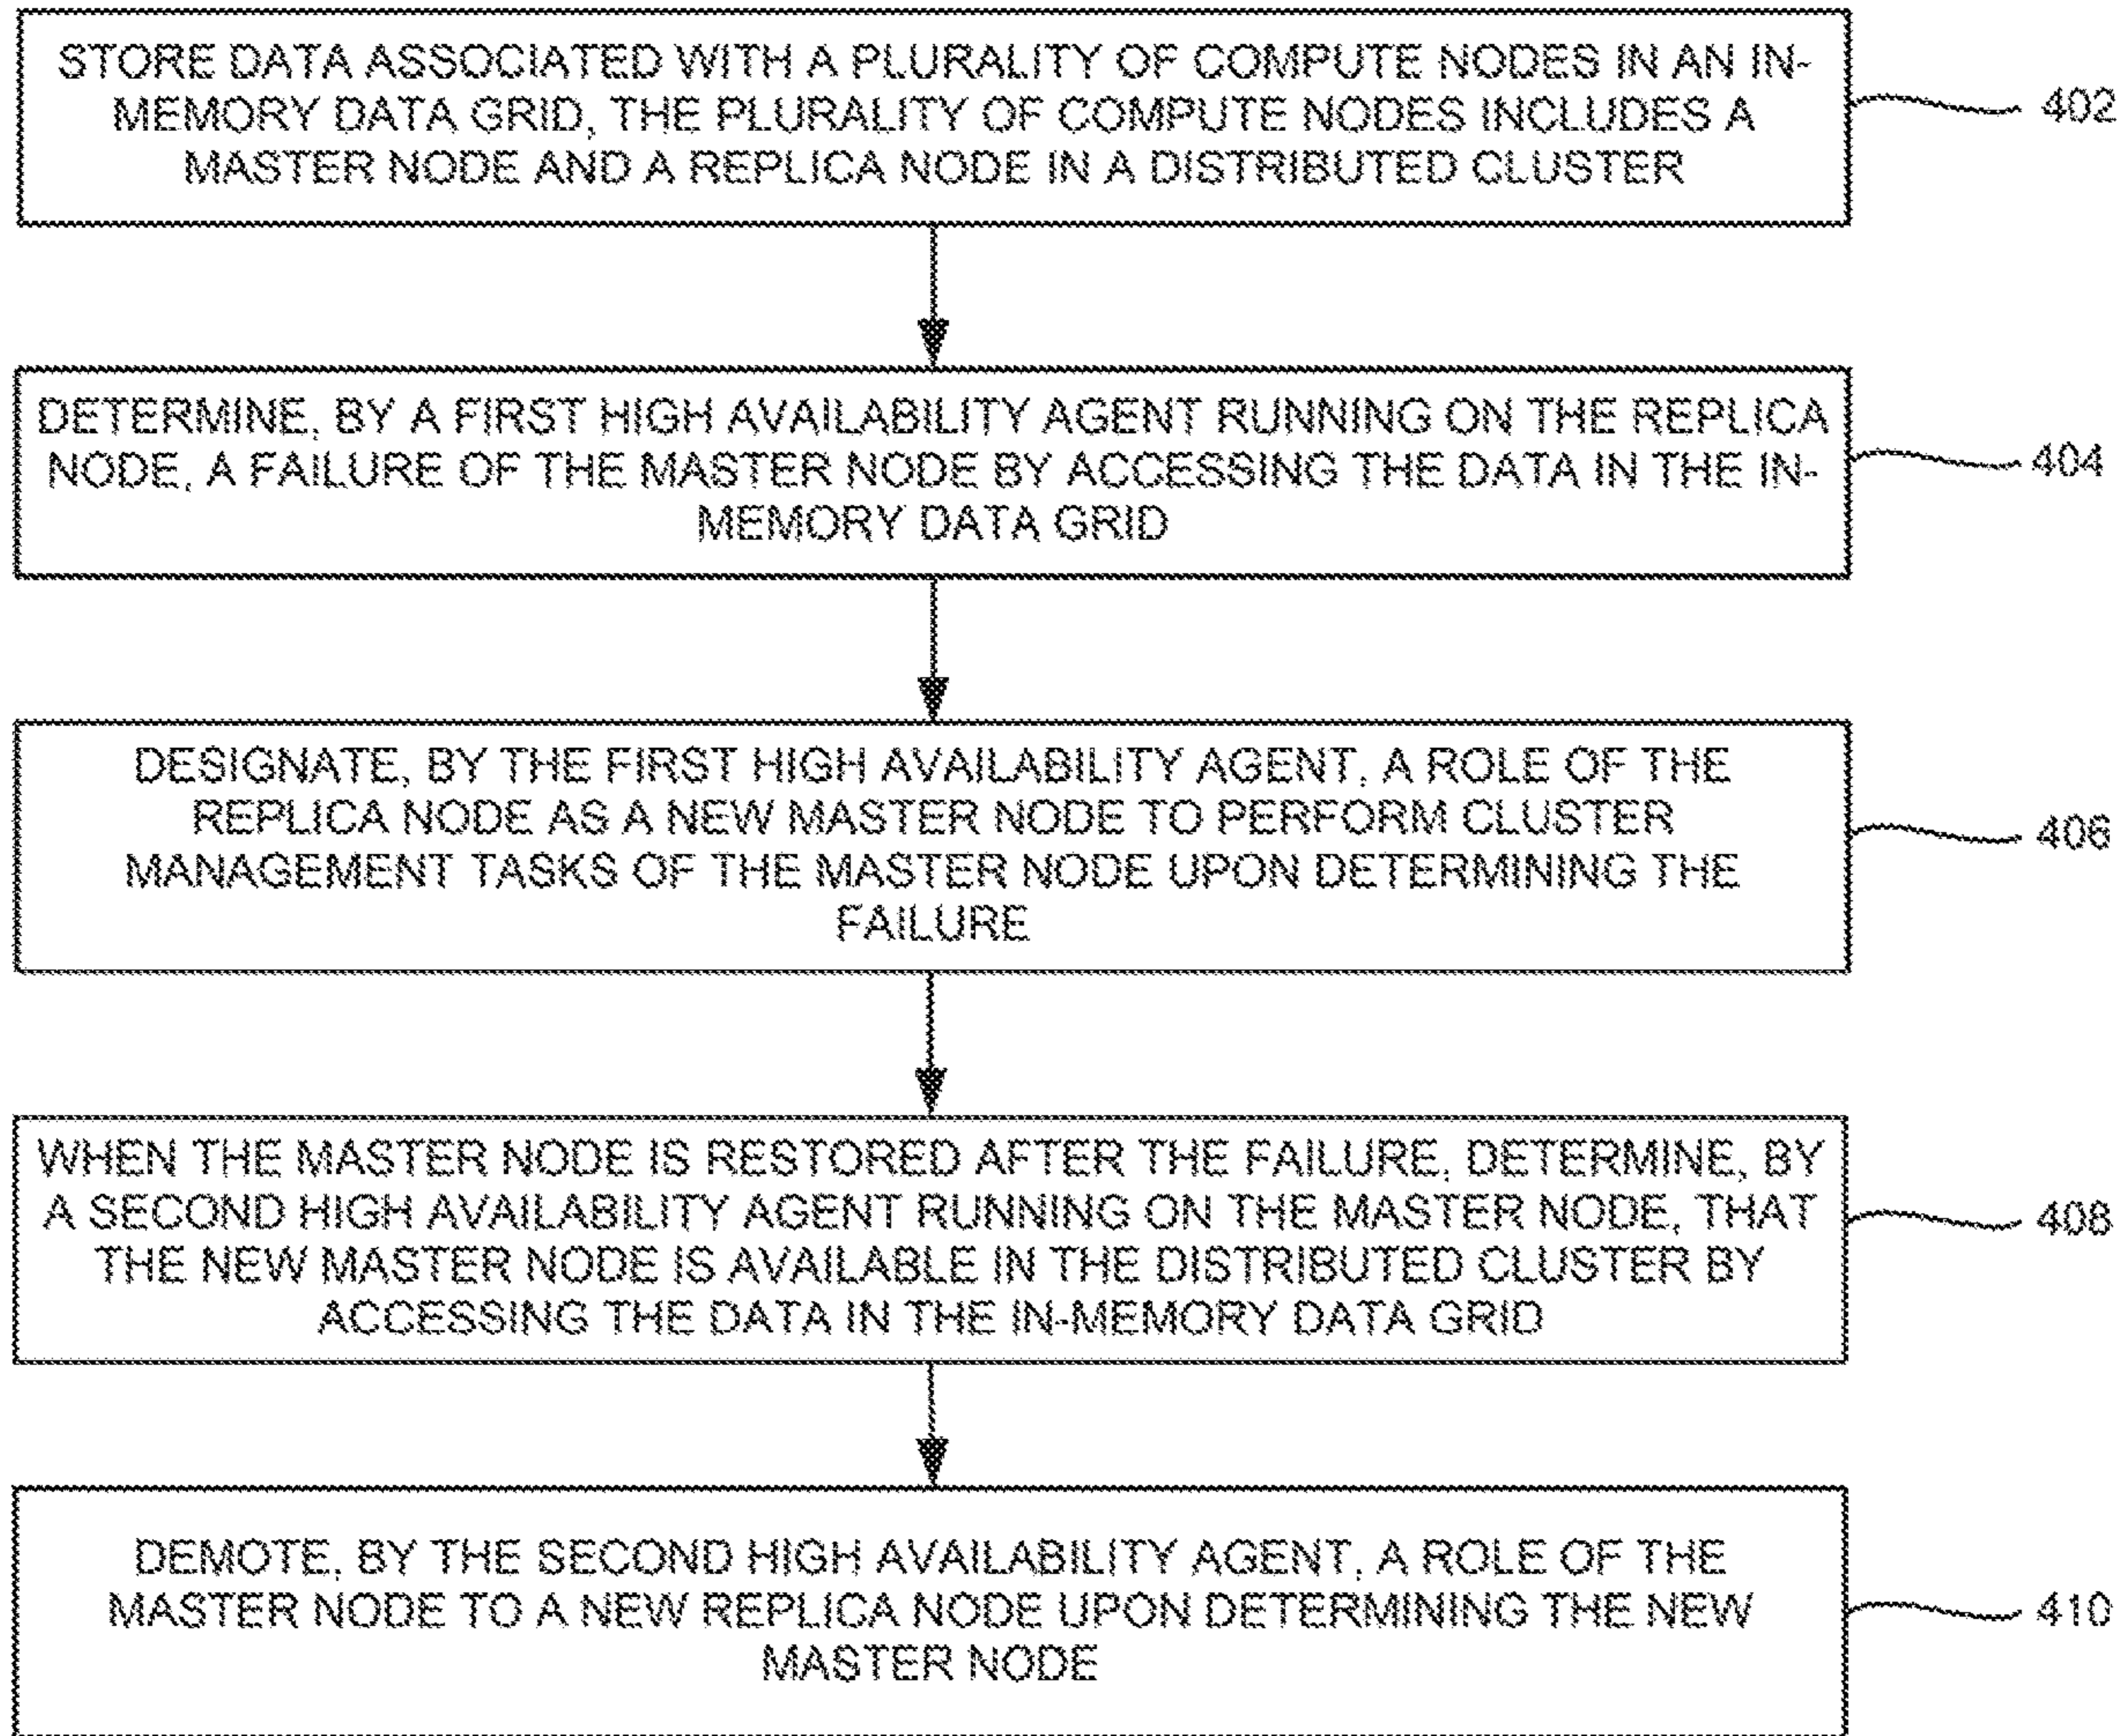 STORE DATA ASSOCIATED WITH A PLURALITY OF COMPUTE NODES IN AN IN-
MEMORY DATA GRID, THE PLURALITY OF COMPUTE NODES INCLUDES A
MASTER NODE AND A REPLICA NODE IN A DISTRIBUTED CLUSTER
402
DETERMINE, BY A FIRST HIGH AVAILABILITY AGENT RUNNING ON THE REPLICA
NODE, A FAILURE OF THE MASTER NODE BY ACCESSING THE DATA IN THE IN-
MEMORY DATA GRID
404
DESIGNATE, BY THE FIRST HIGH AVAILABILITY AGENT, A ROLE OF THE
REPLICA NODE AS A NEW MASTER NODE TO PERFORM CLUSTER
MANAGEMENT TASKS OF THE MASTER NODE UPON DETERMINING THE
FAILURE
406
WHEN THE MASTER NODE IS RESTORED AFTER THE FAILURE, DETERMINE, BY
A SECOND HIGH AVAILABILITY AGENT RUNNING ON THE MASTER NODE, THAT
THE NEW MASTER NODE IS AVAILABLE IN THE DISTRIBUTED CLUSTER BY
ACCESSING THE DATA IN THE IN-MEMORY DATA GRID
408
DEMOTE, BY THE SECOND HIGH AVAILABILITY AGENT, A ROLE OF THE
MASTER NODE TO A NEW REPLICA NODE UPON DETERMINING THE NEW
MASTER NODE
410